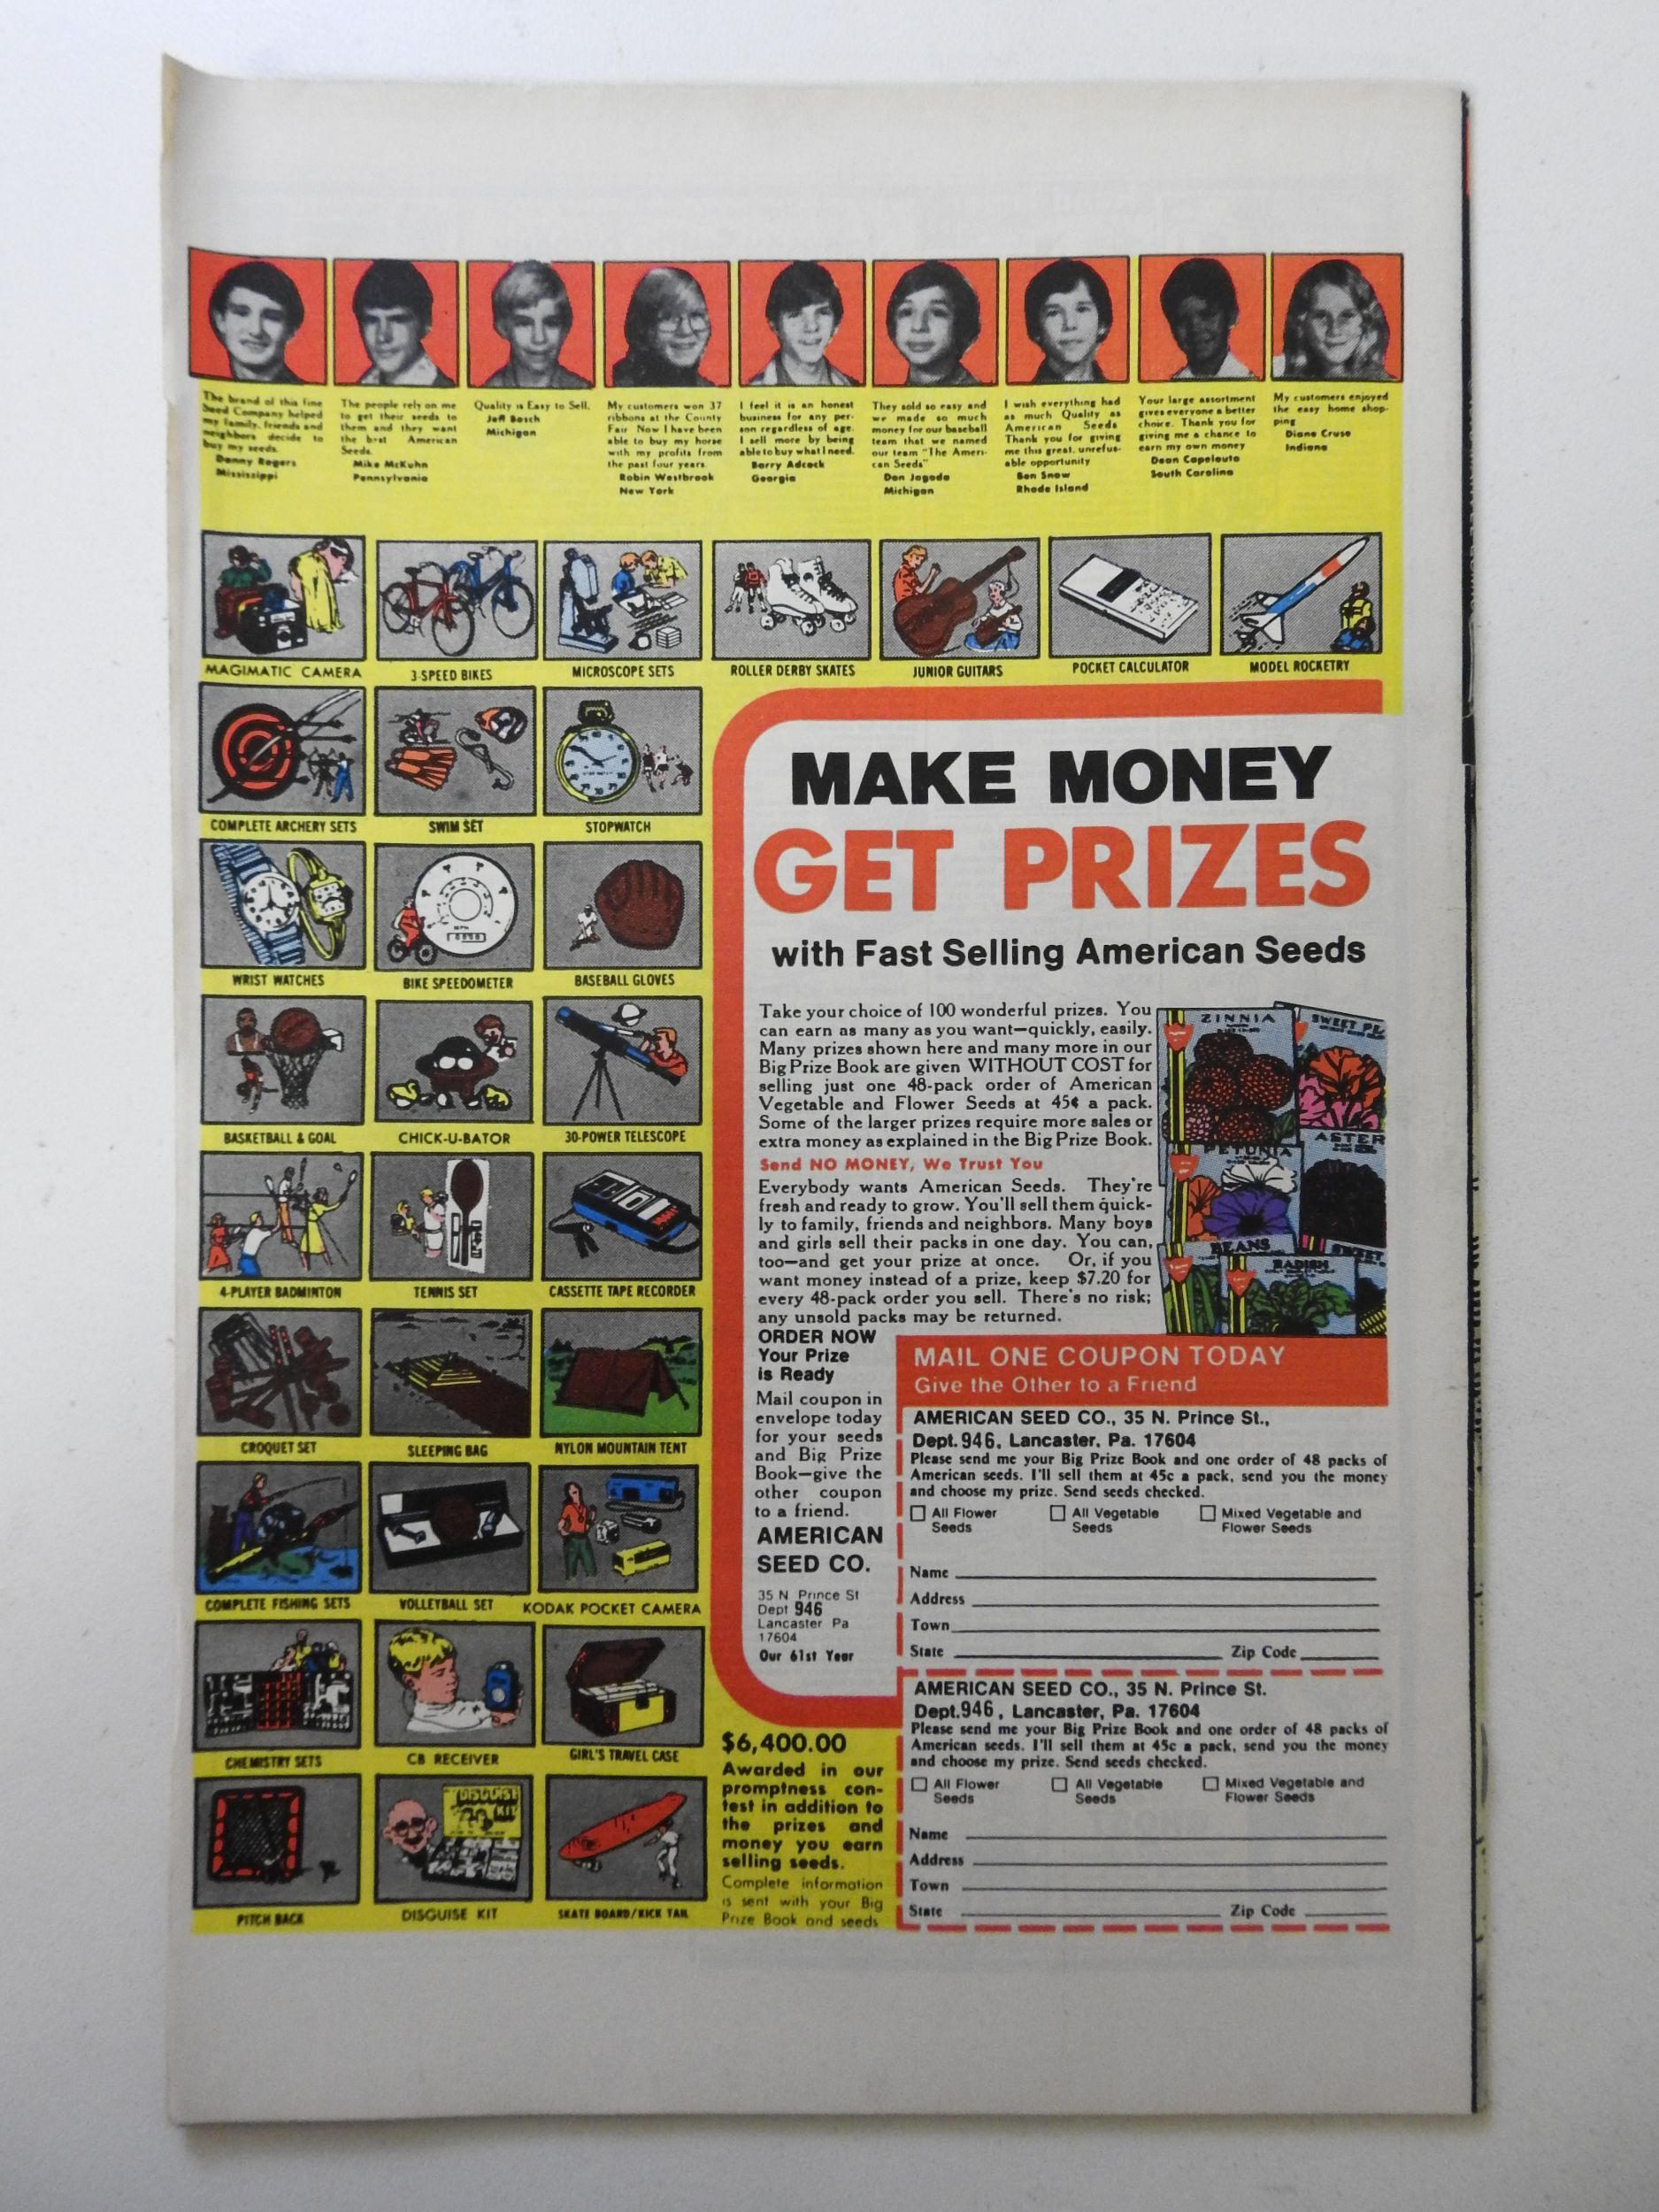 The brand of this fine
Seed Company helped
my family, friends and
neighbors decide to
buy my seeds.
Danny Rogers
Mississippi
The people rely on me
to get their seeds to
them and they want
the best American
Seeds.
Mike McKuhn
Pennsylvania
Quality is Easy to Sell.
Jeff Bosch
Michigan
My customers won 37
ribbons at the County
Fair Now I have been
able to buy my horse
with my profits from
the past four years.
Robin Westbrook
New York
I feel it is an honest
business for any per-
son regardless of age.
I sell more by being
able to buy what I need.
Barry Adcock
Georgia
They sold so easy and
we made so much
money for our baseball
team that we named
our team "The Ameri-
can Seeds"
Don Jagoda
Michigan
I wish everything had
as much Quality as
American Seeds
Thank you for giving
me this great, unrefus-
able opportunity
Ben Snow
Rhode Island
Your large assortment
gives everyone a better
choice. Thank you for
giving me a chance to
earn my own money
Dean Capelouto
South Carolina
My customers enjoyed
the easy home shop-
ping
Diane Cruse
Indiana
MAGIMATIC CAMERA
3-SPEED BIKES
MICROSCOPE SETS
ROLLER DERBY SKATES
JUNIOR GUITARS
POCKET CALCULATOR
MODEL ROCKETRY
COMPLETE ARCHERY SETS
SWIM SET
STOPWATCH
WRIST WATCHES
BIKE SPEEDOMETER
BASEBALL GLOVES
BASKETBALL & GOAL
CHICK-U-BATOR
30-POWER TELESCOPE
4-PLAYER BADMINTON
TENNIS SET
CASSETTE TAPE RECORDER
CROQUET SET
SLEEPING BAG
NYLON MOUNTAIN TENT
COMPLETE FISHING SETS
VOLLEYBALL SET
KODAK POCKET CAMERA
CHEMISTRY SETS
CB RECEIVER
GIRL'S TRAVEL CASE
DISGUISE
KIT
PITCH BACK
DISGUISE KIT
SKATE BOARD/KICK TAIL
MAKE MONEY
GET PRIZES
with Fast Selling American Seeds
Take your choice of 100 wonderful prizes. You
can earn as many as you want—quickly, easily.
Many prizes shown here and many more in our
Big Prize Book are given WITHOUT COST for
selling just one 48-pack order of American
Vegetable and Flower Seeds at 45¢ a pack.
Some of the larger prizes require more sales or
extra money as explained in the Big Prize Book.
Send NO MONEY, We Trust You
Everybody wants American Seeds. They're
fresh and ready to grow. You'll sell them quick-
ly to family, friends and neighbors. Many boys
and girls sell their packs in one day. You can,
too—and get your prize at once. Or, if you
want money instead of a prize, keep $7.20 for
every 48-pack order you sell. There's no risk;
any unsold packs may be returned.
ZINNIA
SWEET PE
PETUNIA
ASTER
BEANS
RADISH
SWEET
ORDER NOW
Your Prize
is Ready
Mail coupon in
envelope today
for your seeds
and Big Prize
Book—give the
other coupon
to a friend.
AMERICAN
SEED CO.
35 N Prince St
Dept 946
Lancaster Pa
17604
Our 61st Year
MAIL ONE COUPON TODAY
Give the Other to a Friend
AMERICAN SEED CO., 35 N. Prince St.,
Dept. 946, Lancaster, Pa. 17604
Please send me your Big Prize Book and one order of 48 packs of
American seeds. I'll sell them at 45c a pack, send you the money
and choose my prize. Send seeds checked.
All Flower Seeds All Vegetable Seeds Mixed Vegetable and Flower Seeds
Name
Address
Town
State Zip Code
AMERICAN SEED CO., 35 N. Prince St.
Dept. 946, Lancaster, Pa. 17604
Please send me your Big Prize Book and one order of 48 packs of
American seeds. I'll sell them at 45c a pack, send you the money
and choose my prize. Send seeds checked.
All Flower Seeds All Vegetable Seeds Mixed Vegetable and Flower Seeds
Name
Address
Town
State Zip Code
$6,400.00
Awarded in our
promptness con-
test in addition to
the prizes and
money you earn
selling seeds.
Complete information
is sent with your Big
Prize Book and seeds